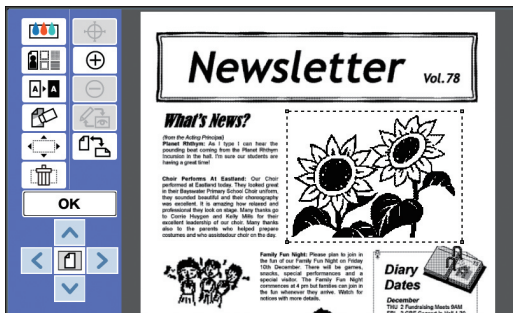 Newsletter
Vol.78
What's News?
(from the Acting Principal)
Planet Rhthym: As I type I can hear the
pounding beat coming from the Planet Rhthym
Incursion in the hall. I'm sure our students are
having a great time!
Choir Performs At Eastland: Our Choir
performed at Eastland today. They looked great
in their Bayswater Primary School Choir uniform,
they sounded beautiful and their choreography
was excellent. It is amazing how relaxed and
professional they look on stage. Many thanks go
to Corrie Huygen and Kelly Mills for their
excellent leadership of our choir. Many thanks
also to the parents who helped prepare
costumes and who assistedour choir on the day.
Family Fun Night: Please plan to join in
the fun of our Family Fun Night on Friday
10th December. There will be games,
snacks, special performances and a
special visitor. The Family Fun Night
commences at 4 pm but families can join in
the fun whenever they arrive. Watch for
notices with more details.
Diary
Dates
December
THU 2 Fundraising Meets 9AM
A A
OK